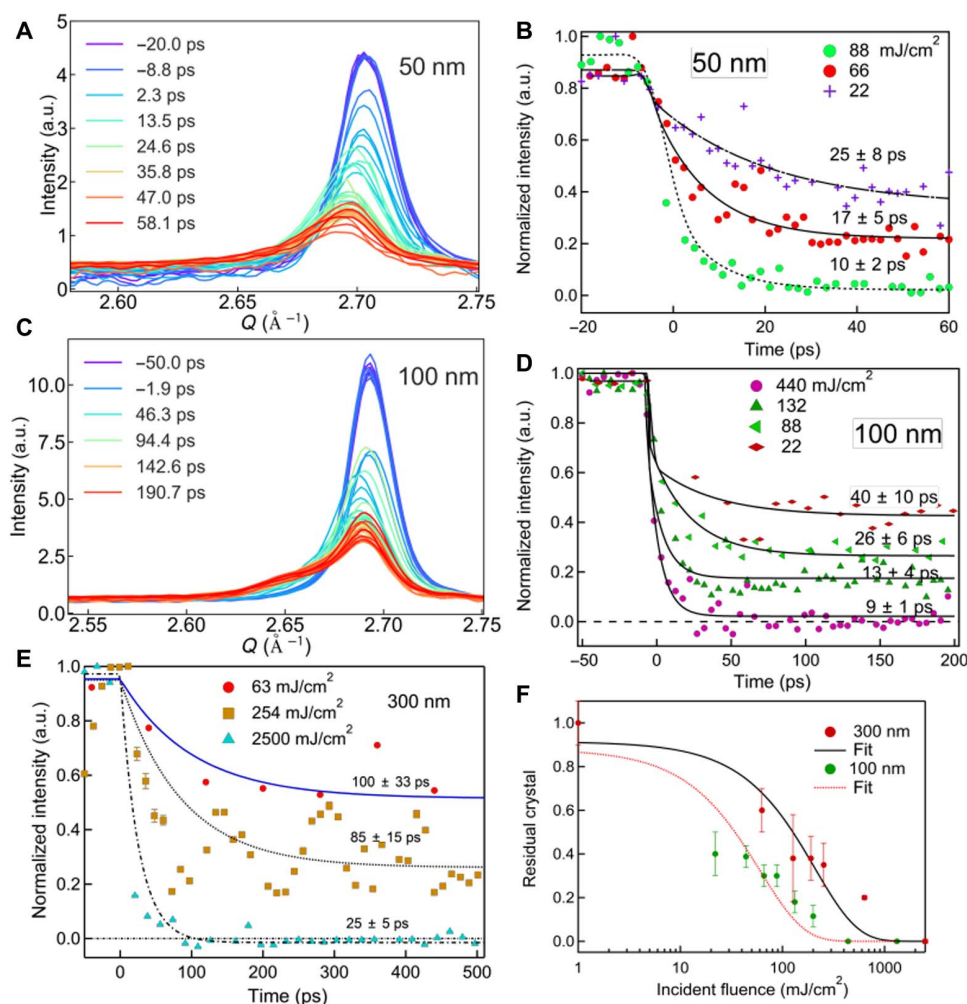 A
5
4
3
2
1
0
Intensity (a.u.)
−20.0 ps
−8.8 ps
2.3 ps
13.5 ps
24.6 ps
35.8 ps
47.0 ps
58.1 ps
50 nm
2.60
2.65
2.70
2.75
Q (Å⁻¹)
B
1.0
0.8
0.6
0.4
0.2
0.0
Normalized intensity (a.u.)
50 nm
88 mJ/cm²
66
22
25 ± 8 ps
17 ± 5 ps
10 ± 2 ps
−20
0
20
40
60
Time (ps)
C
10.0
7.5
5.0
2.5
0.0
Intensity (a.u.)
−50.0 ps
−1.9 ps
46.3 ps
94.4 ps
142.6 ps
190.7 ps
100 nm
2.55
2.60
2.65
2.70
2.75
Q (Å⁻¹)
D
1.0
0.8
0.6
0.4
0.2
0.0
Normalized intensity (a.u.)
440 mJ/cm²
132
88
22
100 nm
40 ± 10 ps
26 ± 6 ps
13 ± 4 ps
9 ± 1 ps
−50
0
50
100
150
200
Time (ps)
E
1.0
0.8
0.6
0.4
0.2
0.0
Normalized intensity (a.u.)
63 mJ/cm²
254 mJ/cm²
2500 mJ/cm²
300 nm
100 ± 33 ps
85 ± 15 ps
25 ± 5 ps
0
100
200
300
400
500
Time (ps)
F
1.0
0.8
0.6
0.4
0.2
0.0
Residual crystal
300 nm
Fit
100 nm
Fit
1
10
100
1000
Incident fluence (mJ/cm²)